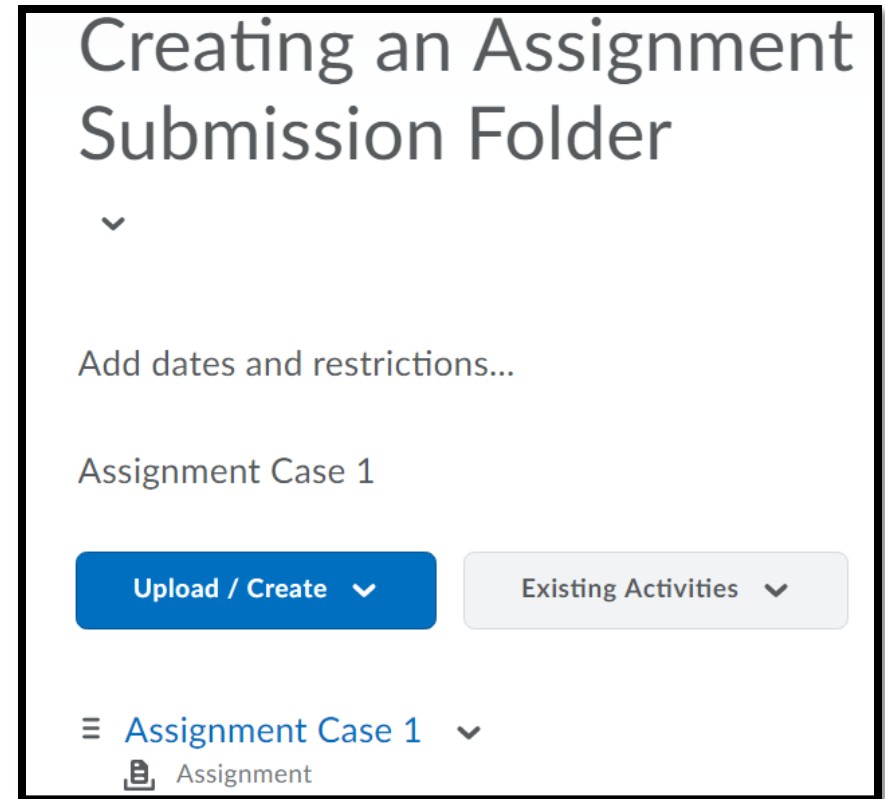 Creating an Assignment
Submission Folder
Add dates and restrictions...
Assignment Case 1
Upload / Create
Existing Activities
Assignment Case 1
Assignment